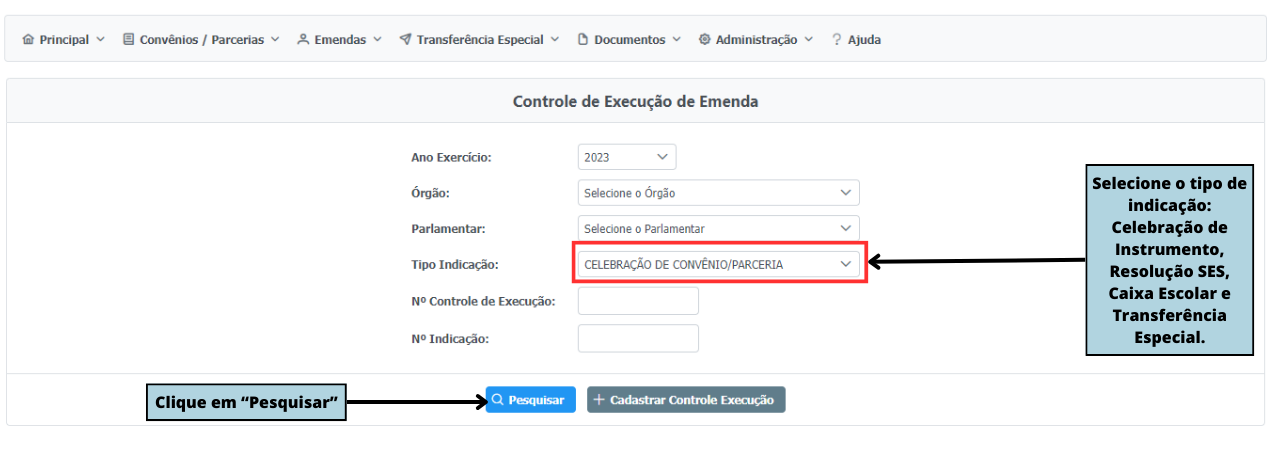 Principal Convênios / Parcerias Emendas Transferência Especial Documentos Administração Ajuda
Controle de Execução de Emenda
Ano Exercício: 2023
Órgão: Selecione o Órgão
Parlamentar: Selecione o Parlamentar
Tipo Indicação: CELEBRAÇÃO DE CONVÊNIO/PARCERIA
Nº Controle de Execução:
Nº Indicação:
Selecione o tipo de
indicação:
Celebração de
Instrumento,
Resolução SES,
Caixa Escolar e
Transferência
Especial.
Clique em “Pesquisar”
Pesquisar + Cadastrar Controle Execução